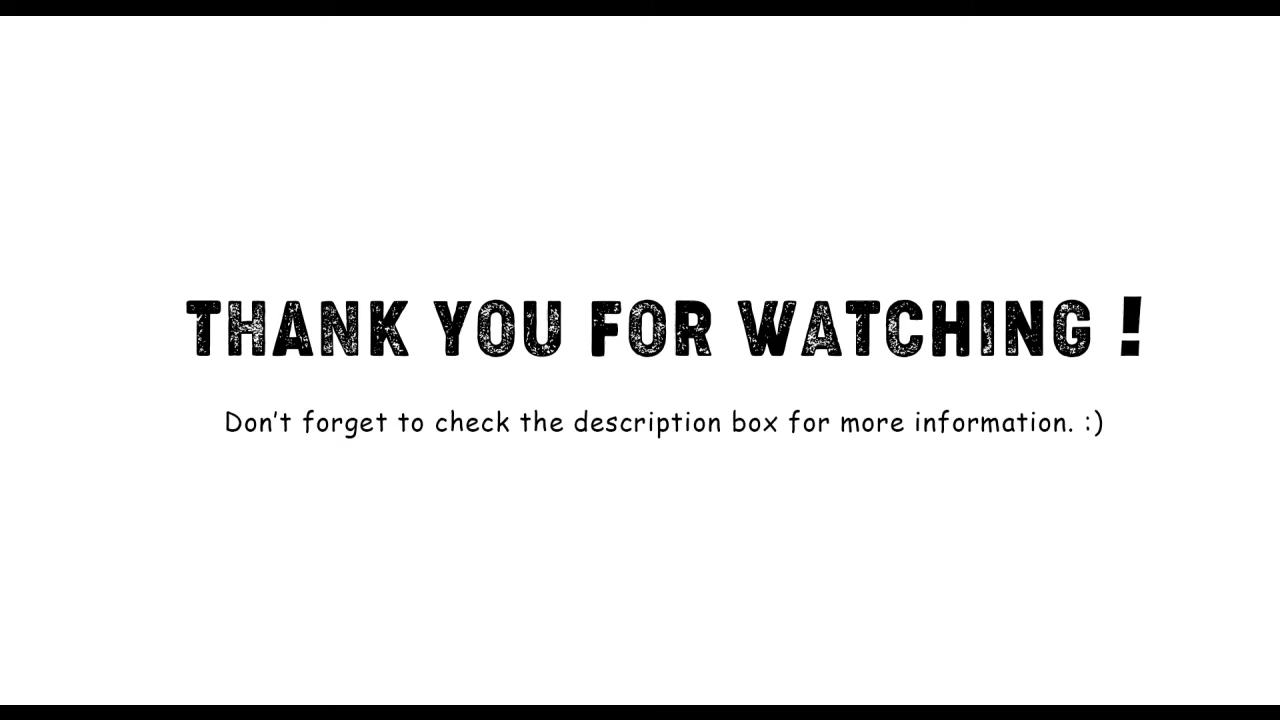 THANK YOU FOR WATCHING !
Don't forget to check the description box for more information. :)